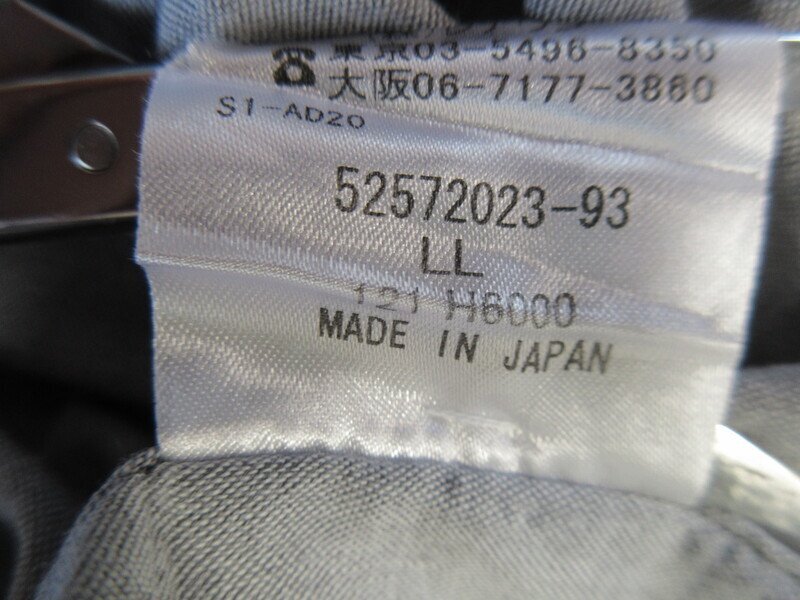 ☎ 東京03-5496-8350
大阪06-7177-3860
S1-AD20
52572023-93
LL
121 H6000
MADE IN JAPAN